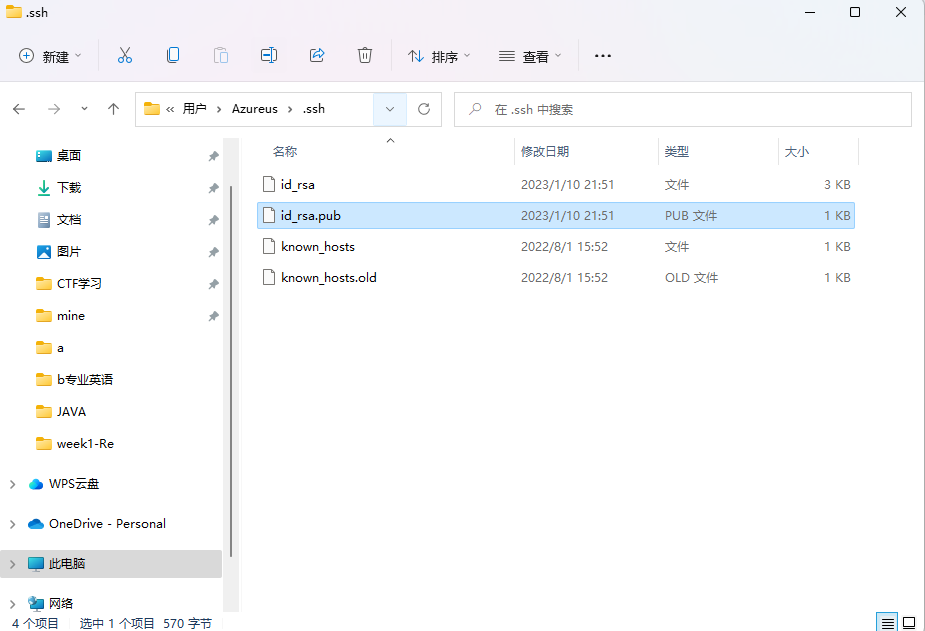 .ssh
新建 排序 查看 ···
« 用户 › Azureus › .ssh 在 .ssh 中搜索
名称 修改日期 类型 大小
id_rsa 2023/1/10 21:51 文件 3 KB
id_rsa.pub 2023/1/10 21:51 PUB 文件 1 KB
known_hosts 2022/8/1 15:52 文件 1 KB
known_hosts.old 2022/8/1 15:52 OLD 文件 1 KB
桌面
下载
文档
图片
CTF学习
mine
a
b专业英语
JAVA
week1-Re
WPS云盘
OneDrive - Personal
此电脑
网络
4 个项目 选中 1 个项目 570 字节